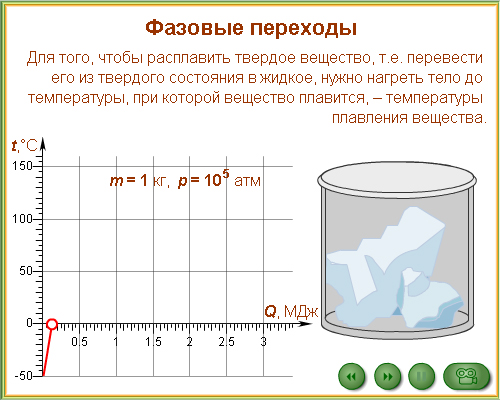 Фазовые переходы
Для того, чтобы расплавить твердое вещество, т.е. перевести
его из твердого состояния в жидкое, нужно нагреть тело до
температуры, при которой вещество плавится, – температуры
плавления вещества.
t,°C
150
m = 1 кг, p = 10⁵ атм
100
50
Q, МДж
0
0.5 1 1.5 2 2.5 3
-50